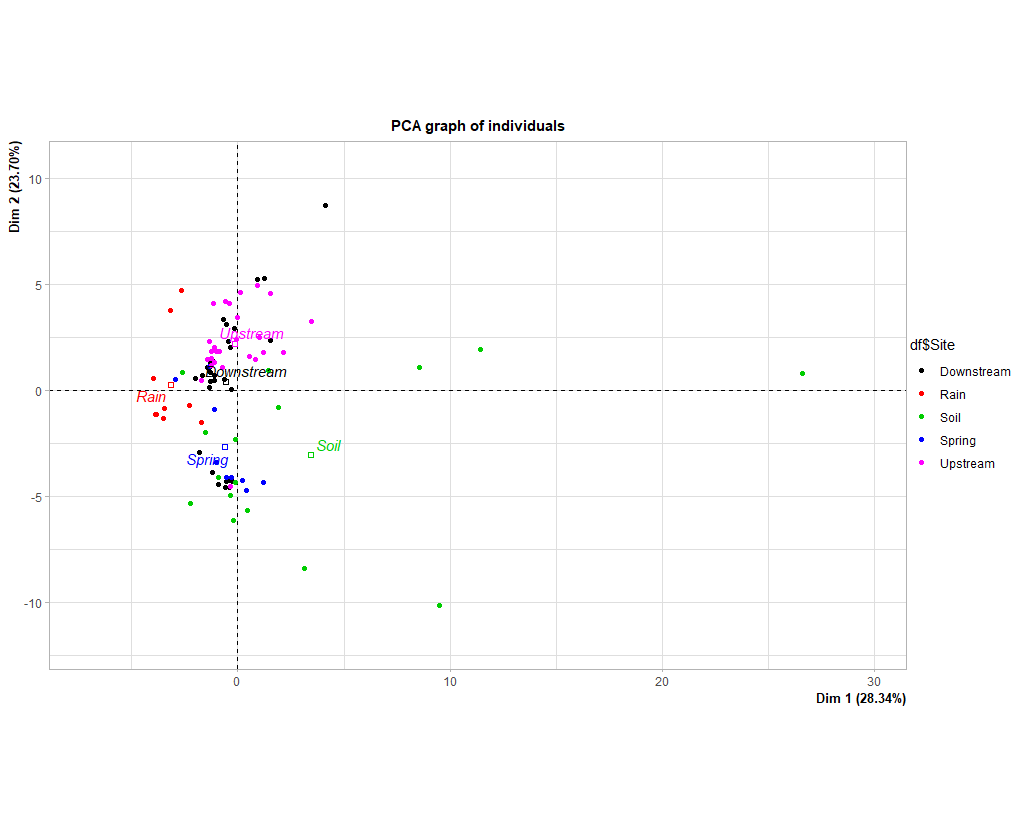 PCA graph of individuals
Dim 2 (23.70%)
10
5
0
-5
-10
Upstream
Downstream
Rain
Soil
Spring
0
10
20
30
Dim 1 (28.34%)
df$Site
Downstream
Rain
Soil
Spring
Upstream